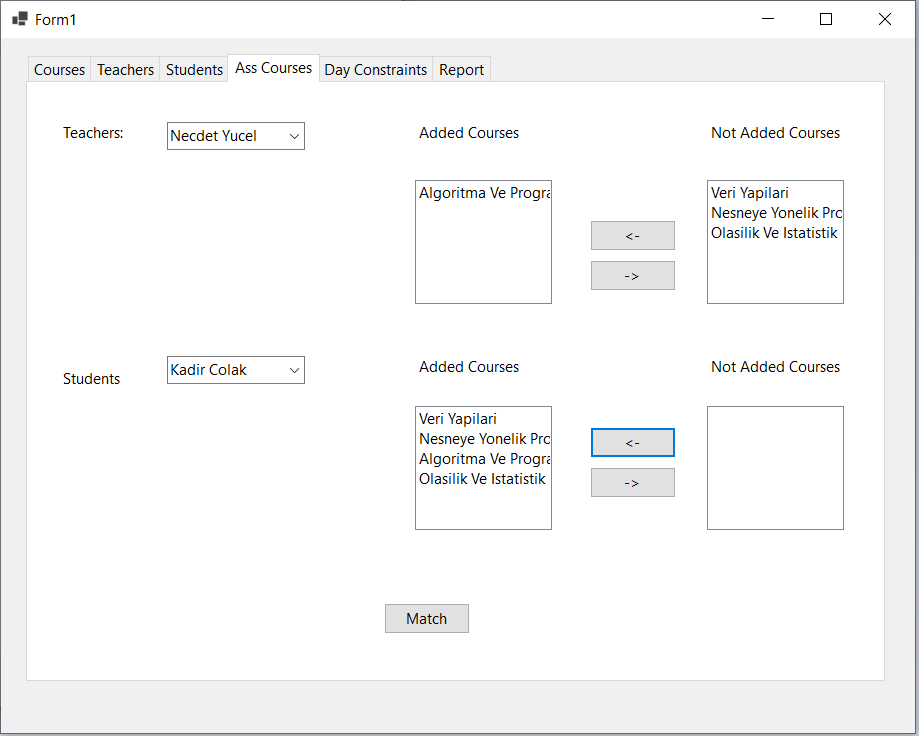 Form1
Courses Teachers Students Ass Courses Day Constraints Report
Teachers: Necdet Yucel Added Courses Not Added Courses
Algoritma Ve Progra
Veri Yapilari
Nesneye Yonelik Pro
Olasilik Ve Istatistik
<-
->
Students Kadir Colak Added Courses Not Added Courses
Veri Yapilari
Nesneye Yonelik Pro
Algoritma Ve Progra
Olasilik Ve Istatistik
<-
->
Match